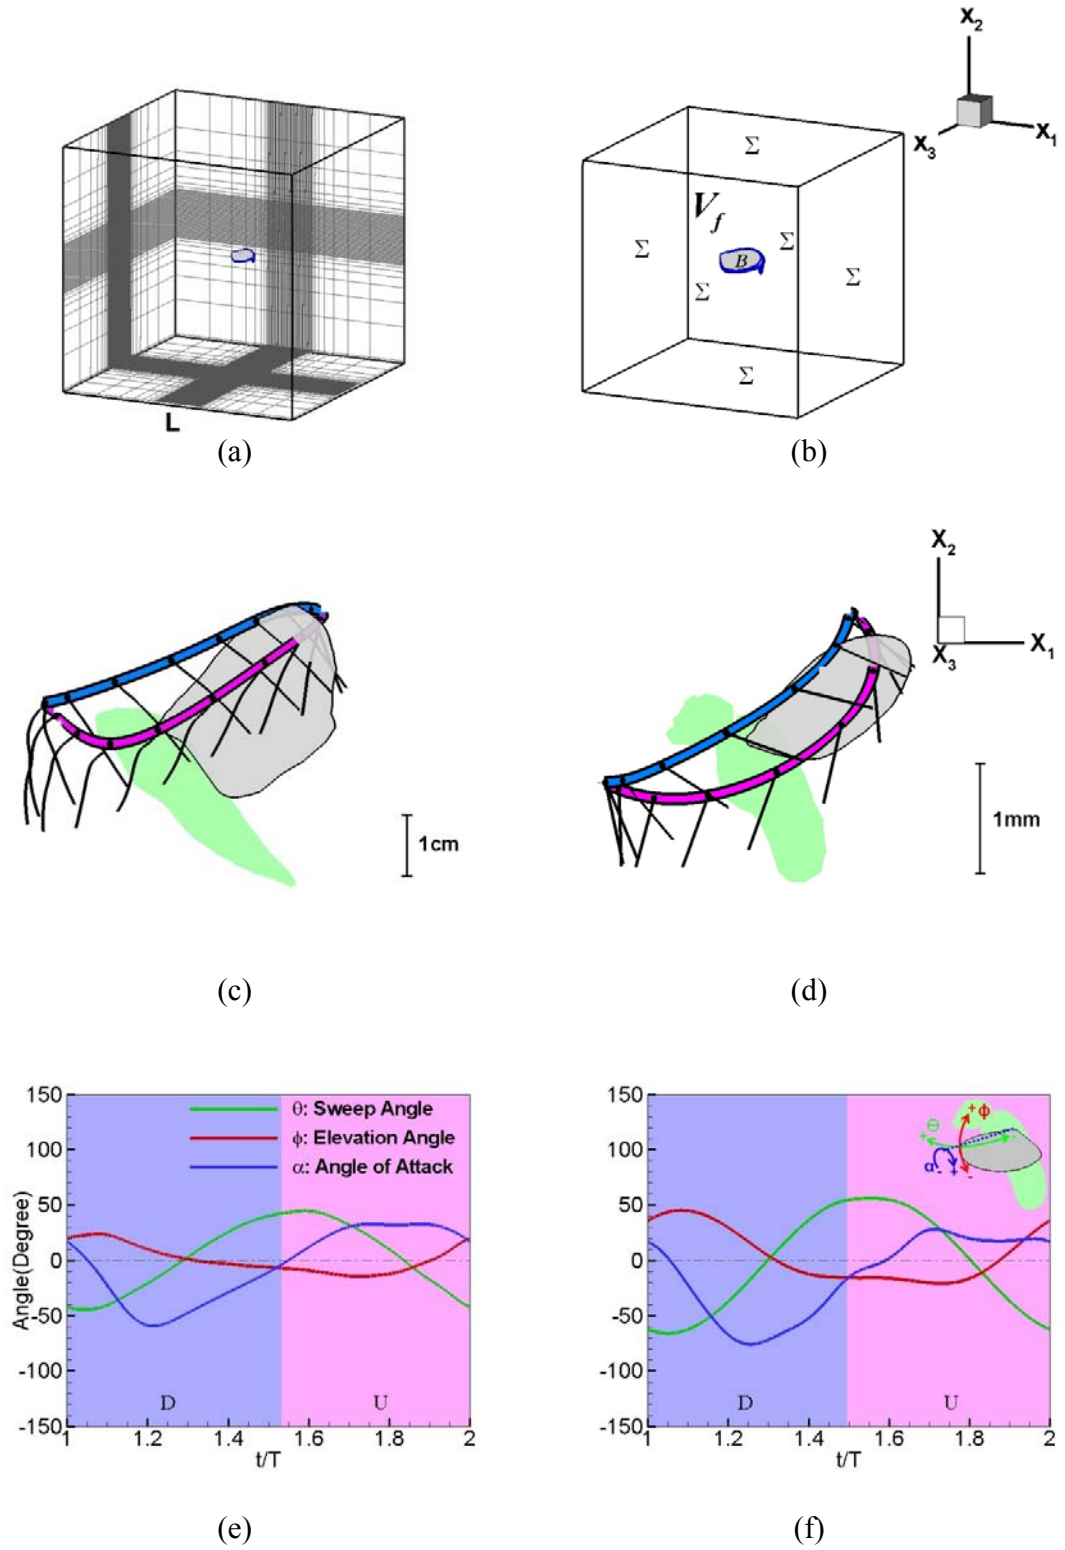 X2
X1
X3
L
Σ
Vf
Σ
Σ
B
Σ
Σ
Σ
(a)
(b)
X2
X1
X3
1cm
1mm
(c)
(d)
150
100
50
0
-50
-100
-150
Angle(Degree)
θ: Sweep Angle
ϕ: Elevation Angle
α: Angle of Attack
D
U
1
1.2
1.4
1.6
1.8
2
t/T
150
100
50
0
-50
-100
-150
+ ϕ
Θ
+
-
α
-
+
-
D
U
1
1.2
1.4
1.6
1.8
2
t/T
(e)
(f)